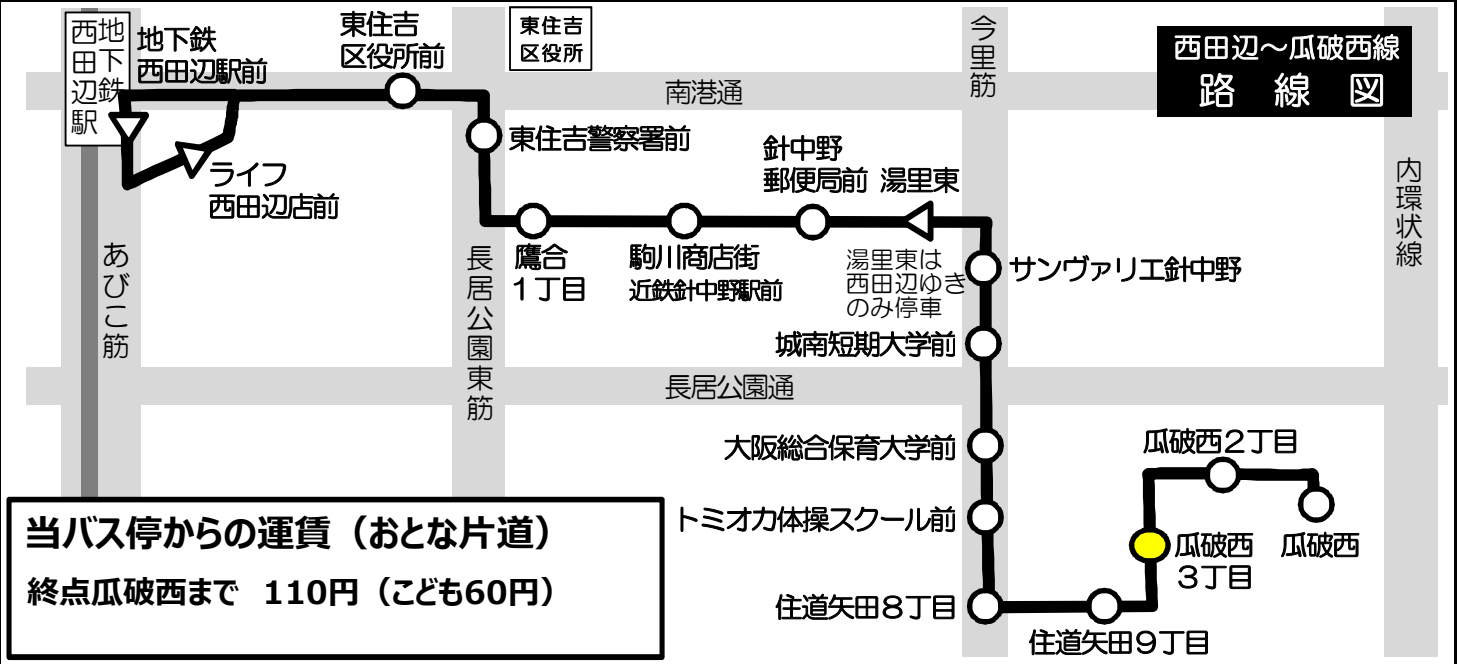 地下鉄
西田辺駅
地下鉄
西田辺駅前
東住吉
区役所前
東住吉
区役所
今里筋
西田辺～瓜破西線
路線図
南港通
東住吉警察署前
針中野
郵便局前
湯里東
ライフ
西田辺店前
内環状線
あびこ筋
長居公園東筋
鷹合
1丁目
駒川商店街
近鉄針中野駅前
湯里東は
西田辺ゆき
のみ停車
サンヴァリエ針中野
城南短期大学前
長居公園通
大阪総合保育大学前
瓜破西2丁目
トミオカ体操スクール前
瓜破西
3丁目
瓜破西
住道矢田8丁目
住道矢田9丁目
当バス停からの運賃（おとな片道）
終点瓜破西まで 110円（こども60円）